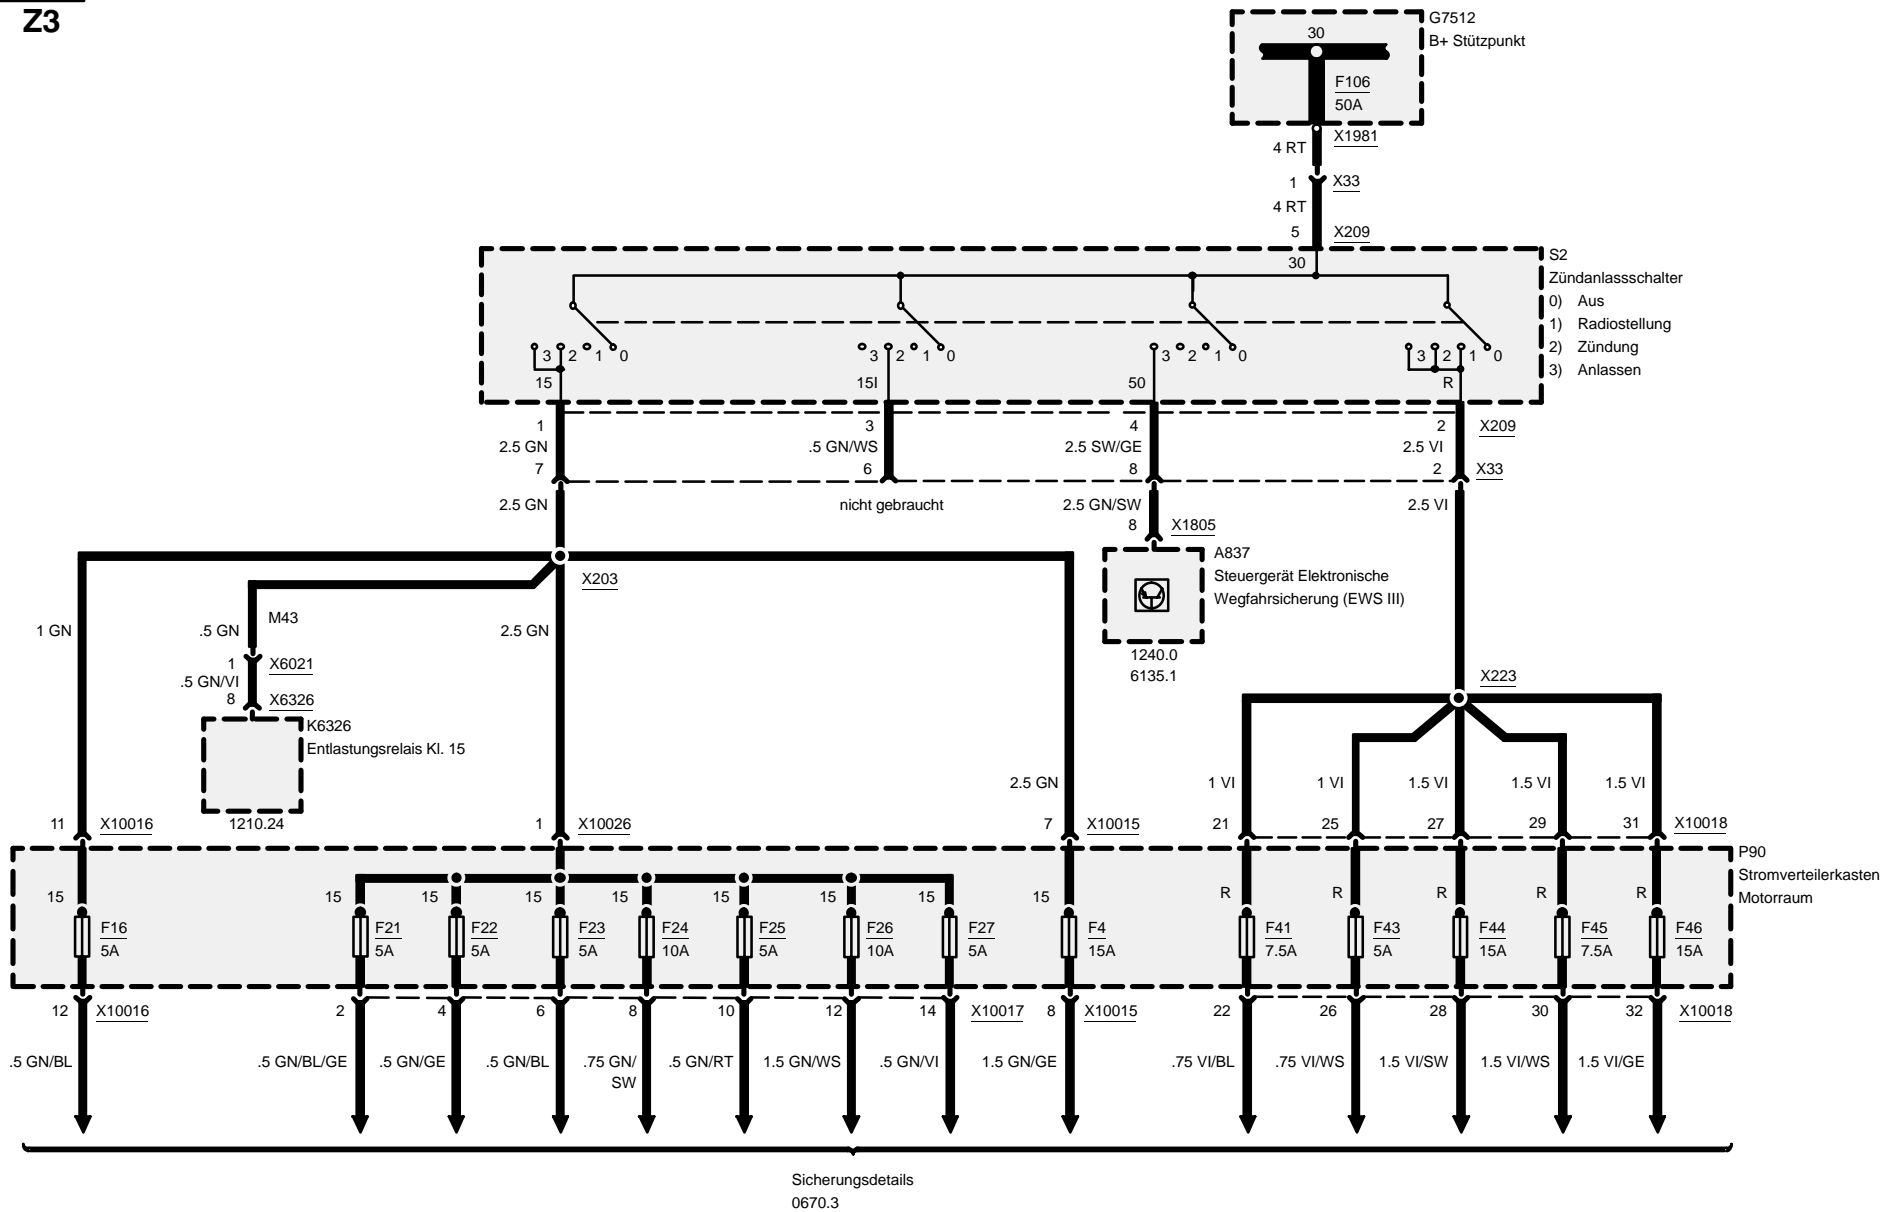 Z3
G7512
B+ Stützpunkt
30
F106
50A
X1981
4 RT
1 X33
4 RT
5 X209
30
S2
Zündanlassschalter
0) Aus
1) Radiostellung
2) Zündung
3) Anlassen
3 2 1 0 3 2 1 0 3 2 1 0 3 2 1 0
15 15I 50 R
1 3 4 2 X209
2.5 GN .5 GN/WS 2.5 SW/GE 2.5 VI
7 6 8 2 X33
2.5 GN nicht gebraucht 2.5 GN/SW 2.5 VI
8 X1805
A837
Steuergerät Elektronische
Wegfahrsicherung (EWS III)
1240.0
6135.1
X203
M43
1 GN .5 GN 2.5 GN
1 X6021
.5 GN/VI
8 X6326
K6326
Entlastungsrelais Kl. 15
1210.24
X223
2.5 GN 1 VI 1 VI 1.5 VI 1.5 VI 1.5 VI
11 X10016 1 X10026 7 X10015 21 25 27 29 31 X10018
P90
Stromverteilerkasten
Motorraum
15 15 15 15 15 15 15 15 15 R R R R R
F16 F21 F22 F23 F24 F25 F26 F27 F4 F41 F43 F44 F45 F46
5A 5A 5A 5A 10A 5A 10A 5A 15A 7.5A 5A 15A 7.5A 15A
12 X10016 2 4 6 8 10 12 14 X10017 8 X10015 22 26 28 30 32 X10018
.5 GN/BL .5 GN/BL/GE .5 GN/GE .5 GN/BL .75 GN/ .5 GN/RT 1.5 GN/WS .5 GN/VI 1.5 GN/GE .75 VI/BL .75 VI/WS 1.5 VI/SW 1.5 VI/WS 1.5 VI/GE
SW
Sicherungsdetails
0670.3